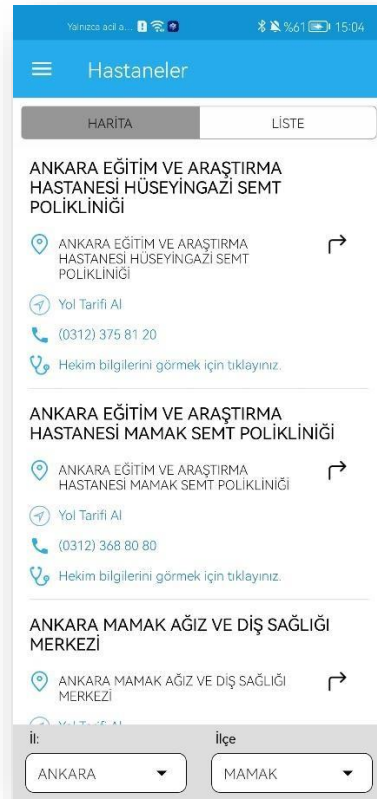 Yalnızca acil a... %61 15:04
Hastaneler
HARİTA LİSTE
ANKARA EĞİTİM VE ARAŞTIRMA
HASTANESİ HÜSEYİNGAZİ SEMT
POLİKLİNİĞİ
ANKARA EĞİTİM VE ARAŞTIRMA
HASTANESİ HÜSEYİNGAZİ SEMT
POLİKLİNİĞİ
Yol Tarifi Al
(0312) 375 81 20
Hekim bilgilerini görmek için tıklayınız.
ANKARA EĞİTİM VE ARAŞTIRMA
HASTANESİ MAMAK SEMT POLİKLİNİĞİ
ANKARA EĞİTİM VE ARAŞTIRMA
HASTANESİ MAMAK SEMT POLİKLİNİĞİ
Yol Tarifi Al
(0312) 368 80 80
Hekim bilgilerini görmek için tıklayınız.
ANKARA MAMAK AĞIZ VE DİŞ SAĞLIĞI
MERKEZİ
ANKARA MAMAK AĞIZ VE DİŞ SAĞLIĞI
MERKEZİ
Yol Tarifi Al
İl: İlçe
ANKARA MAMAK